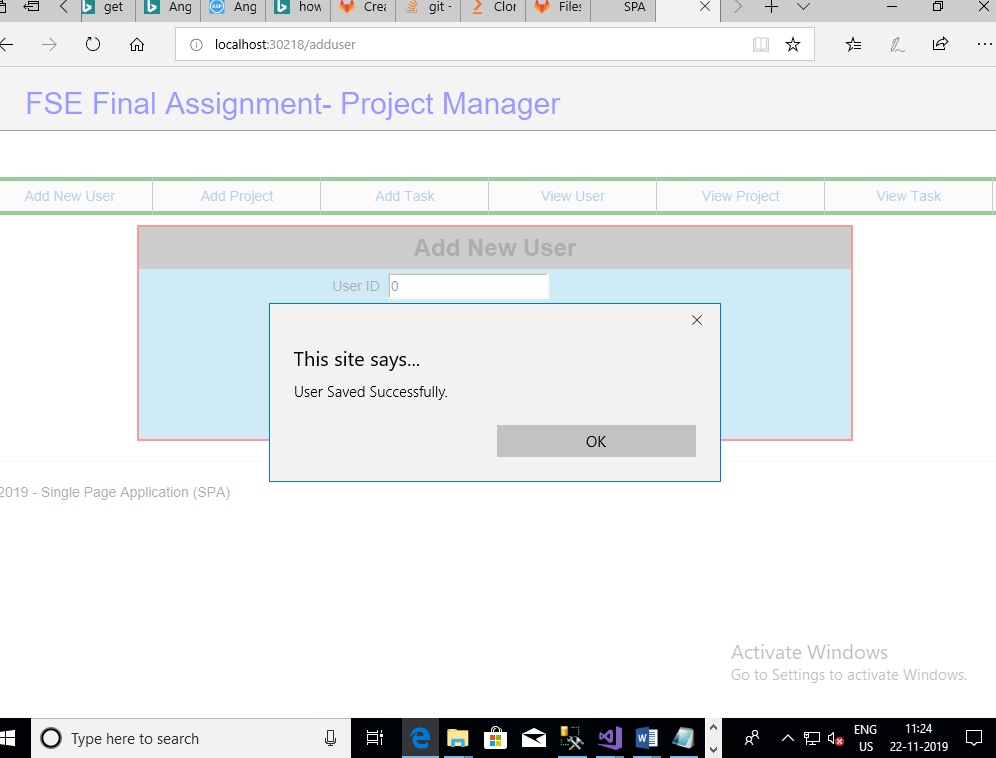 get
Ang
Ang
how
Crea
git -
Clor
Files
SPA
localhost:30218/adduser
FSE Final Assignment- Project Manager
Add New User
Add Project
Add Task
View User
View Project
View Task
Add New User
User ID
0
This site says...
User Saved Successfully.
OK
2019 - Single Page Application (SPA)
Activate Windows
Go to Settings to activate Windows.
Type here to search
ENG
US
11:24
22-11-2019